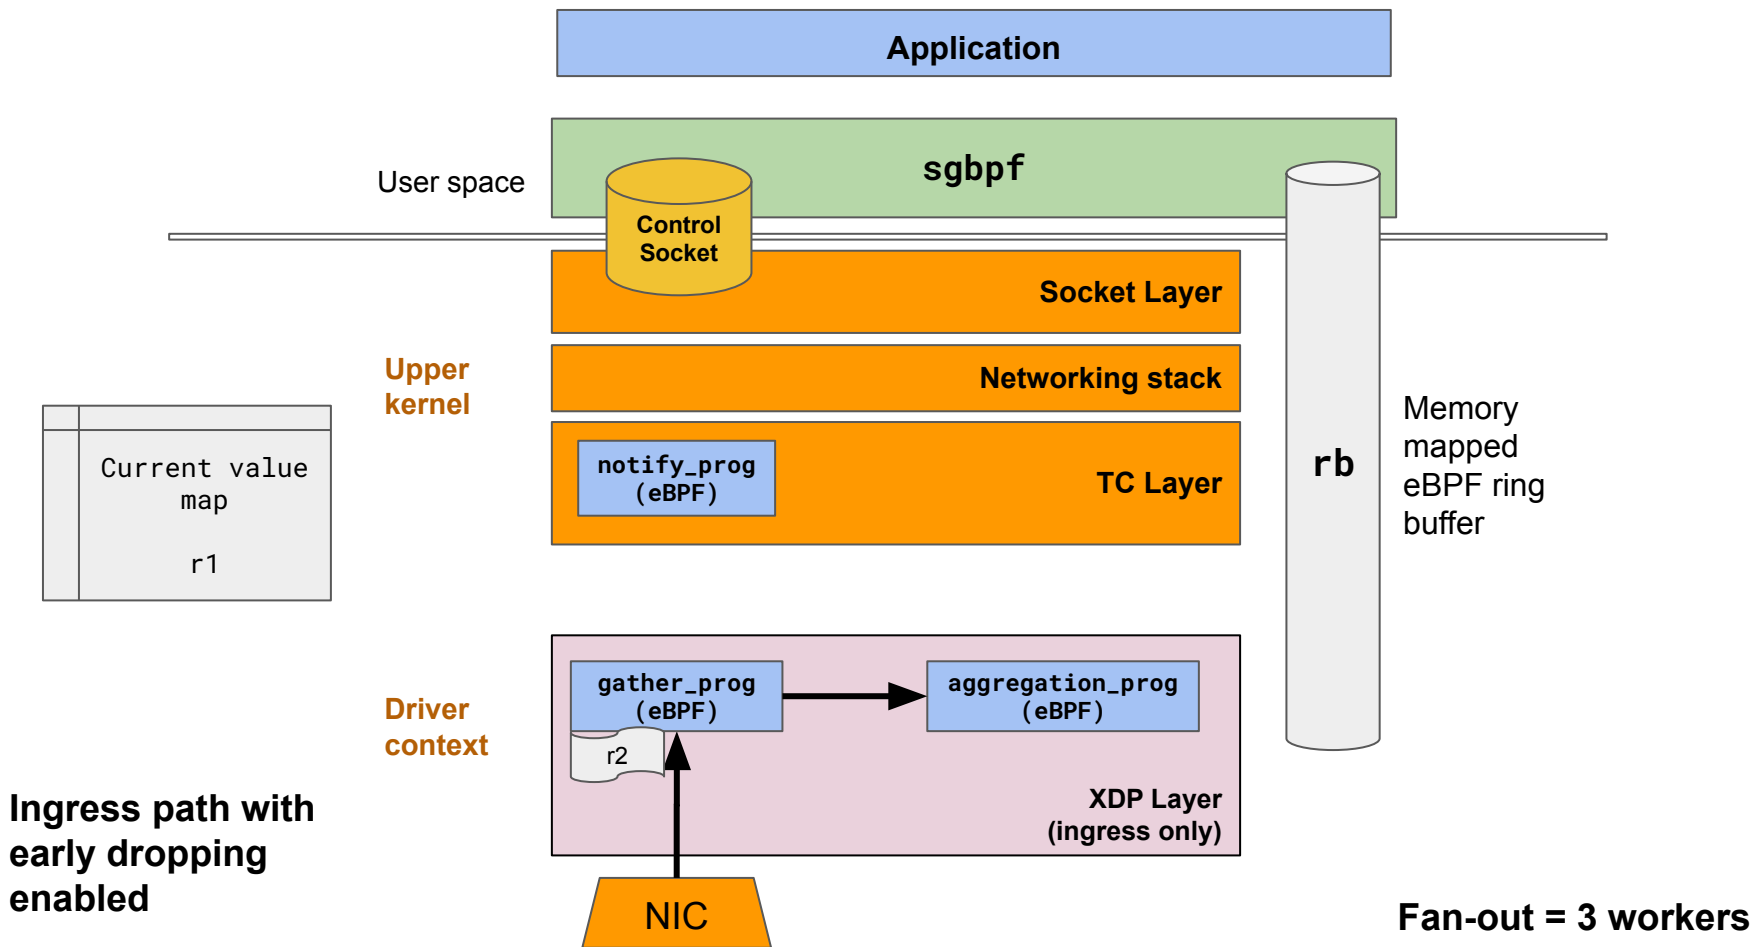 Application
sgbpf
User space
Control
Socket
Socket Layer
Upper
kernel
Networking stack
Current value
map
r1
notify_prog
(eBPF)
TC Layer
rb
Memory
mapped
eBPF ring
buffer
Driver
context
gather_prog
(eBPF)
aggregation_prog
(eBPF)
r2
XDP Layer
(ingress only)
Ingress path with
early dropping
enabled
NIC
Fan-out = 3 workers